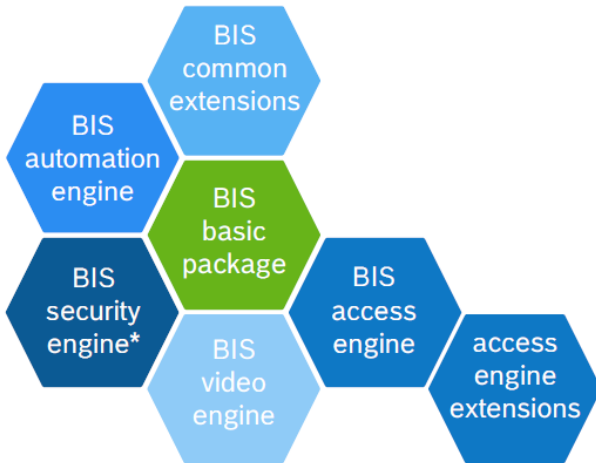 BIS
common
extensions
BIS
automation
engine
BIS
basic
package
BIS
security
engine*
BIS
access
engine
BIS
video
engine
access
engine
extensions